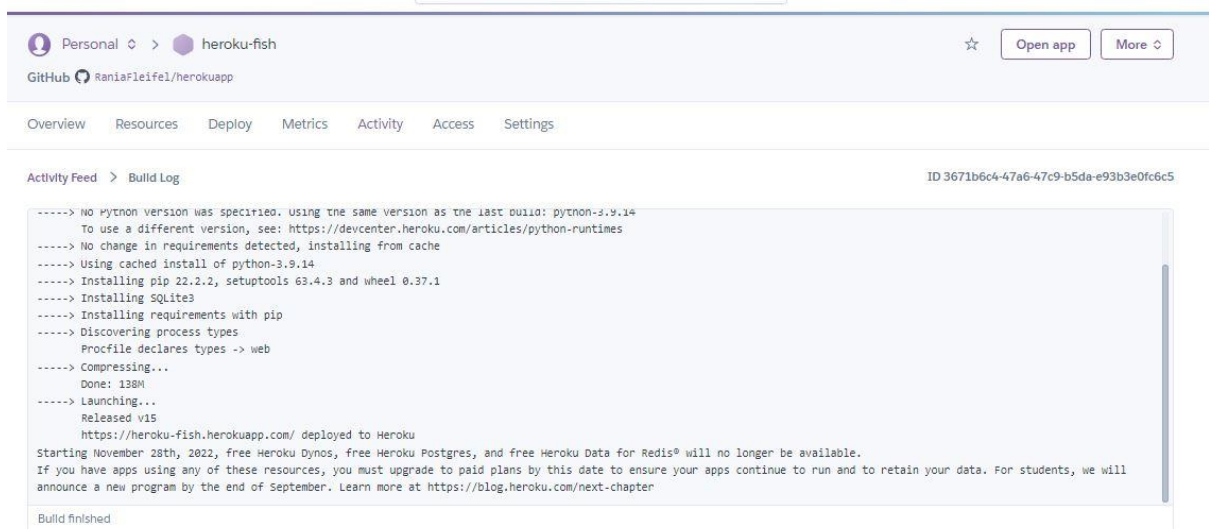 Personal > heroku-fish
Open app
More
GitHub RaniaFleifel/herokuapp
Overview Resources Deploy Metrics Activity Access Settings
Activity Feed > Build Log
ID 3671b6c4-47a6-47c9-b5da-e93b3e0fc6c5
-----> No Python version was specified. Using the same version as the last build: python-3.9.14
To use a different version, see: https://devcenter.heroku.com/articles/python-runtimes
-----> No change in requirements detected, installing from cache
-----> Using cached install of python-3.9.14
-----> Installing pip 22.2.2, setuptools 63.4.3 and wheel 0.37.1
-----> Installing SQLite3
-----> Installing requirements with pip
-----> Discovering process types
Procfile declares types -> web
-----> Compressing...
Done: 138M
-----> Launching...
Released v15
https://heroku-fish.herokuapp.com/ deployed to Heroku
Starting November 28th, 2022, free Heroku Dynos, free Heroku Postgres, and free Heroku Data for Redis® will no longer be available.
If you have apps using any of these resources, you must upgrade to paid plans by this date to ensure your apps continue to run and to retain your data. For students, we will
announce a new program by the end of September. Learn more at https://blog.heroku.com/next-chapter
Build finished